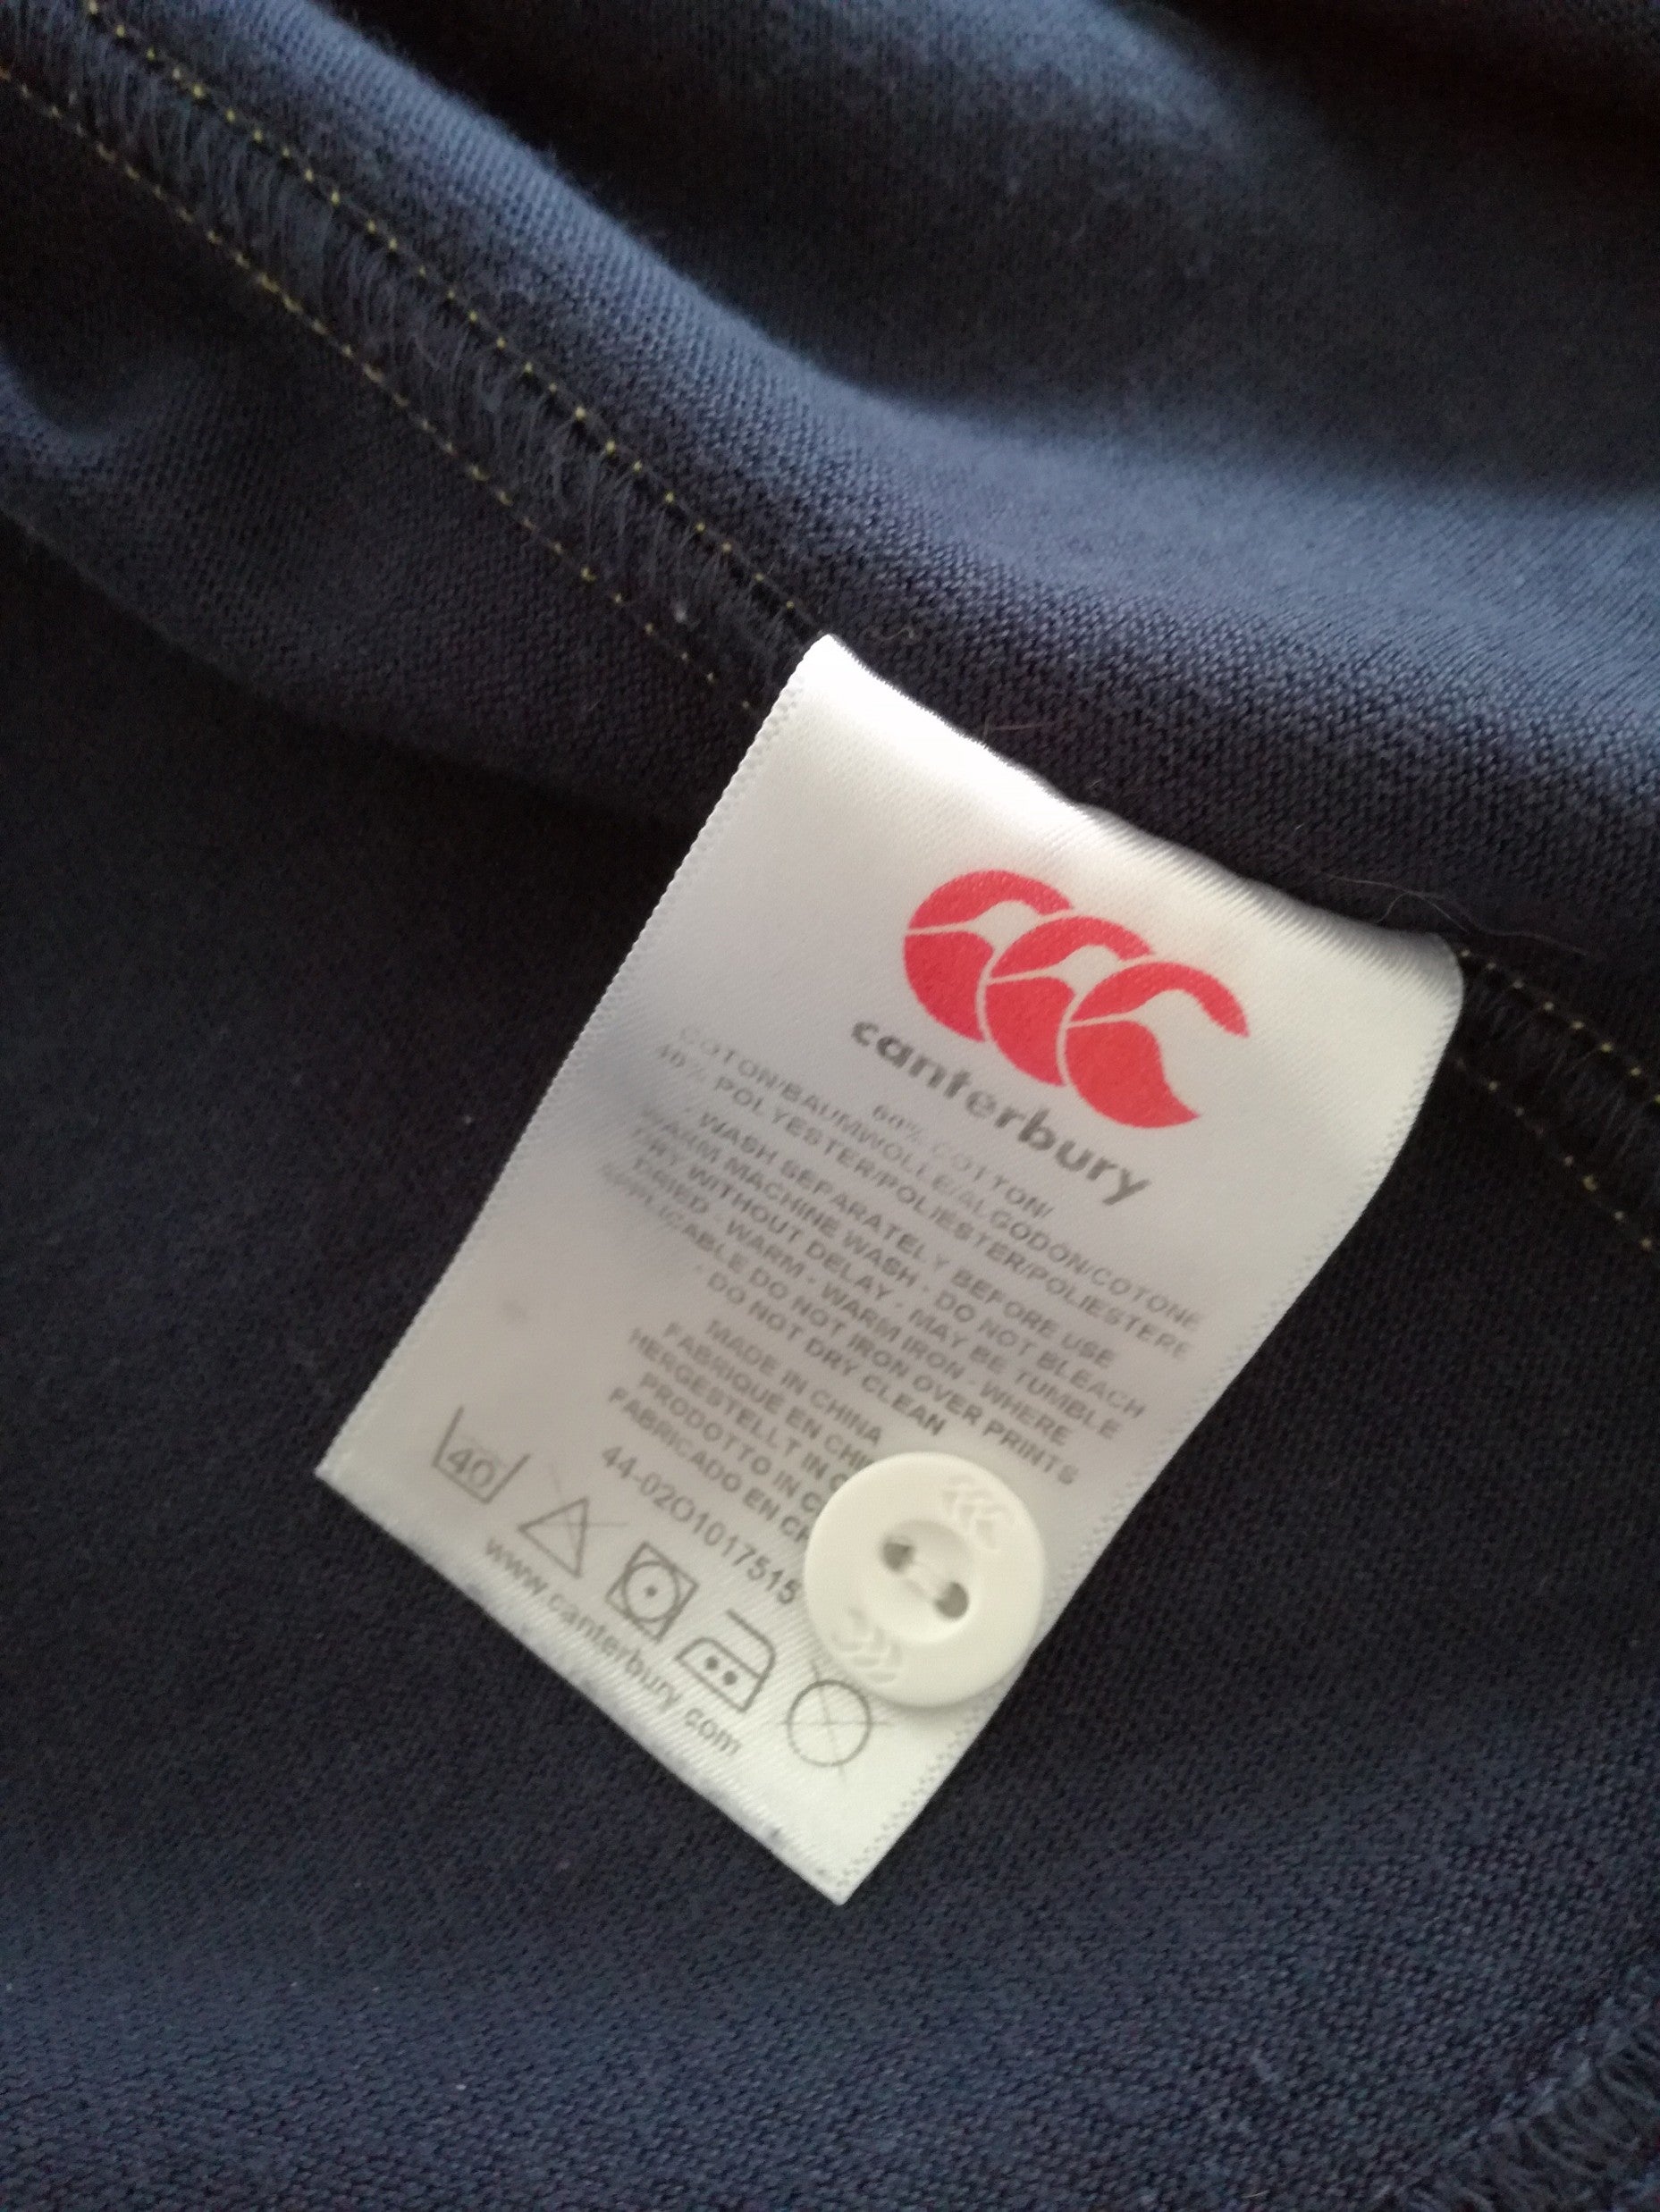 canterbury
60% COTTON/
COTON/BAUMWOLLE/ALGODON/COTONE
40% POLYESTER/POLIESTER/POLIESTERE
- WASH SEPARATELY BEFORE USE
WARM MACHINE WASH - DO NOT BLEACH
DRY WITHOUT DELAY - MAY BE TUMBLE
DRIED - WARM - WARM IRON - WHERE
APPLICABLE DO NOT IRON OVER PRINTS
- DO NOT DRY CLEAN
MADE IN CHINA
FABRIQUE EN CHI
HERGESTELLT IN C
PRODOTTO IN C
FABRICADO EN CH
44-02O1017515
40
www.canterbury.com